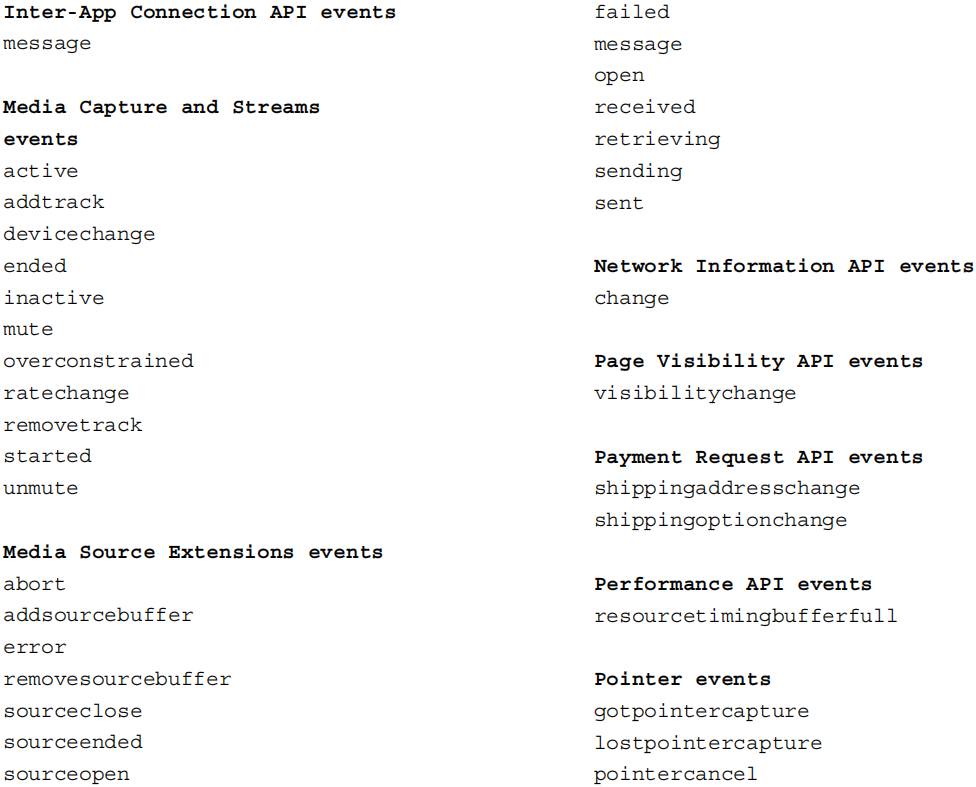 Inter-App Connection API events
message
Media Capture and Streams
events
active
addtrack
devicechange
ended
inactive
mute
overconstrained
ratechange
removetrack
started
unmute
Media Source Extensions events
abort
addsourcebuffer
error
removesourcebuffer
sourceclose
sourceended
sourceopen
failed
message
open
received
retrieving
sending
sent
Network Information API events
change
Page Visibility API events
visibilitychange
Payment Request API events
shippingaddresschange
shippingoptionchange
Performance API events
resourcetimingbufferfull
Pointer events
gotpointercapture
lostpointercapture
pointercancel